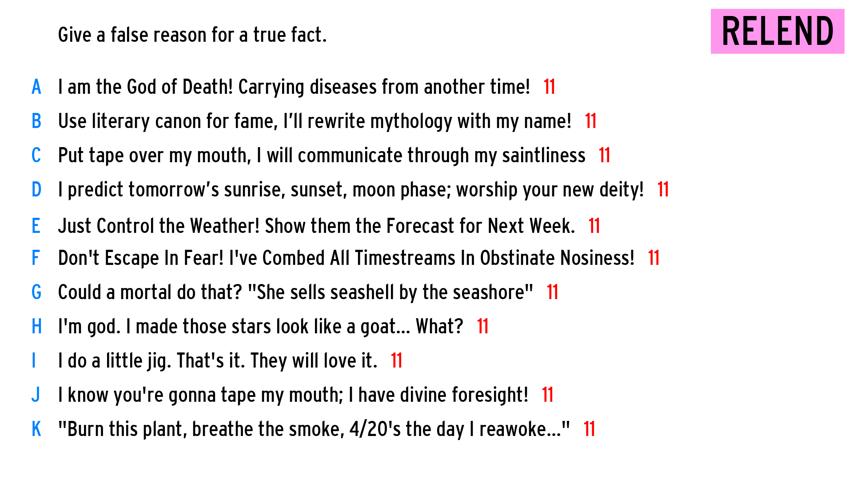 Give a false reason for a true fact.
RELEND
A I am the God of Death! Carrying diseases from another time! 11
B Use literary canon for fame, I’ll rewrite mythology with my name! 11
C Put tape over my mouth, I will communicate through my saintliness 11
D I predict tomorrow’s sunrise, sunset, moon phase; worship your new deity! 11
E Just Control the Weather! Show them the Forecast for Next Week. 11
F Don't Escape In Fear! I've Combed All Timestreams In Obstinate Nosiness! 11
G Could a mortal do that? "She sells seashell by the seashore" 11
H I'm god. I made those stars look like a goat... What? 11
I I do a little jig. That's it. They will love it. 11
J I know you're gonna tape my mouth; I have divine foresight! 11
K "Burn this plant, breathe the smoke, 4/20's the day I reawoke..." 11